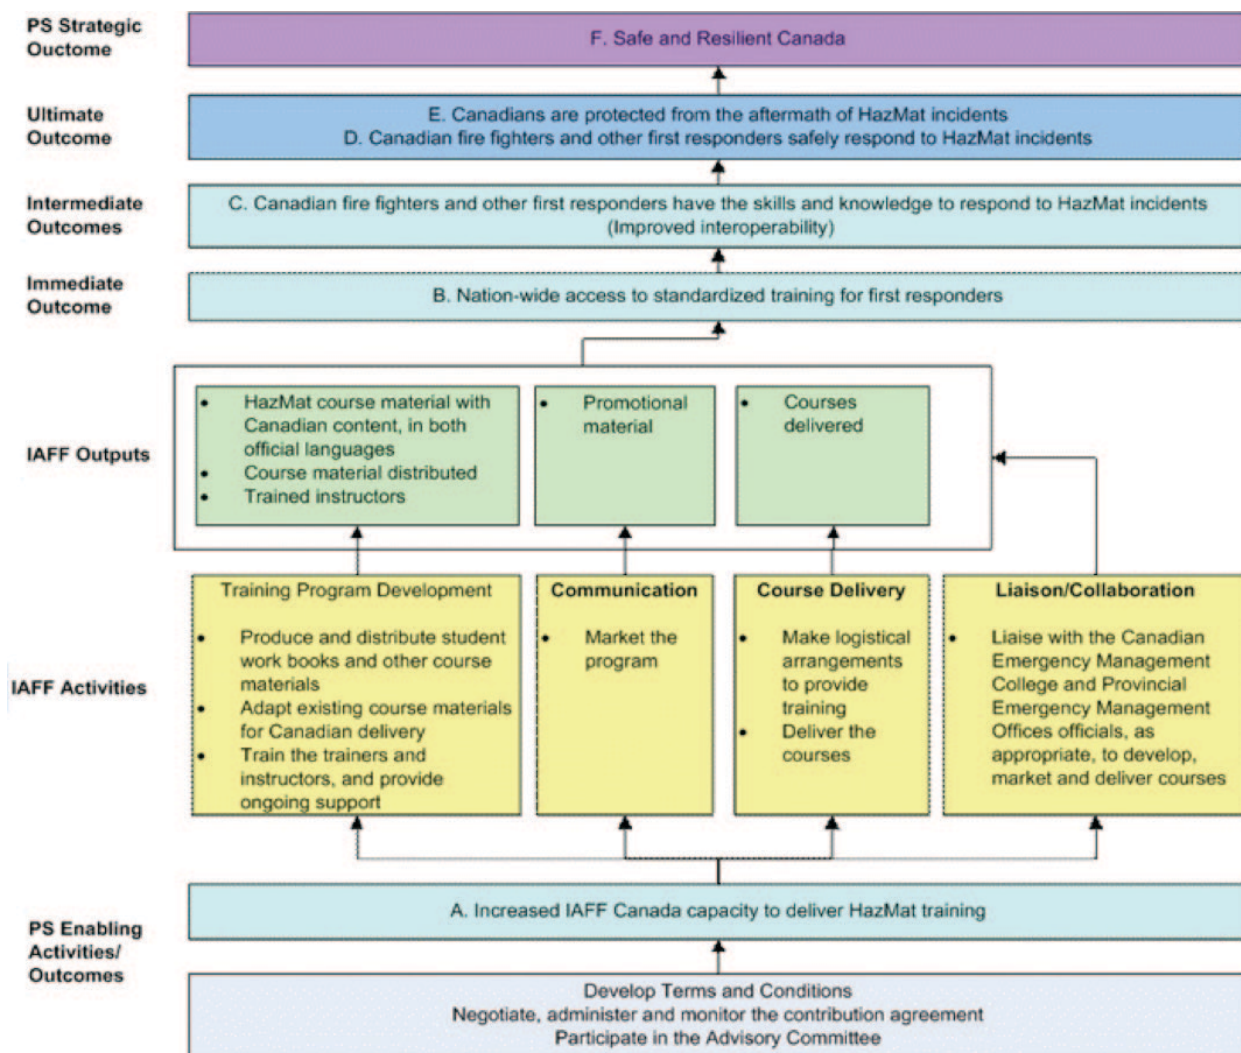 PS Strategic
Ouctome
F. Safe and Resilient Canada
Ultimate
Outcome
E. Canadians are protected from the aftermath of HazMat incidents
D. Canadian fire fighters and other first responders safely respond to HazMat incidents
Intermediate
Outcomes
C. Canadian fire fighters and other first responders have the skills and knowledge to respond to HazMat incidents
(Improved interoperability)
Immediate
Outcome
B. Nation-wide access to standardized training for first responders
IAFF Outputs
• HazMat course material with
Canadian content, in both
official languages
• Course material distributed
• Trained instructors
• Promotional
material
• Courses
delivered
IAFF Activities
Training Program Development
• Produce and distribute student
work books and other course
materials
• Adapt existing course materials
for Canadian delivery
• Train the trainers and
instructors, and provide
ongoing support
Communication
• Market the
program
Course Delivery
• Make logistical
arrangements
to provide
training
• Deliver the
courses
Liaison/Collaboration
• Liaise with the Canadian
Emergency Management
College and Provincial
Emergency Management
Offices officials, as
appropriate, to develop,
market and deliver courses
PS Enabling
Activities/
Outcomes
A. Increased IAFF Canada capacity to deliver HazMat training
Develop Terms and Conditions
Negotiate, administer and monitor the contribution agreement
Participate in the Advisory Committee